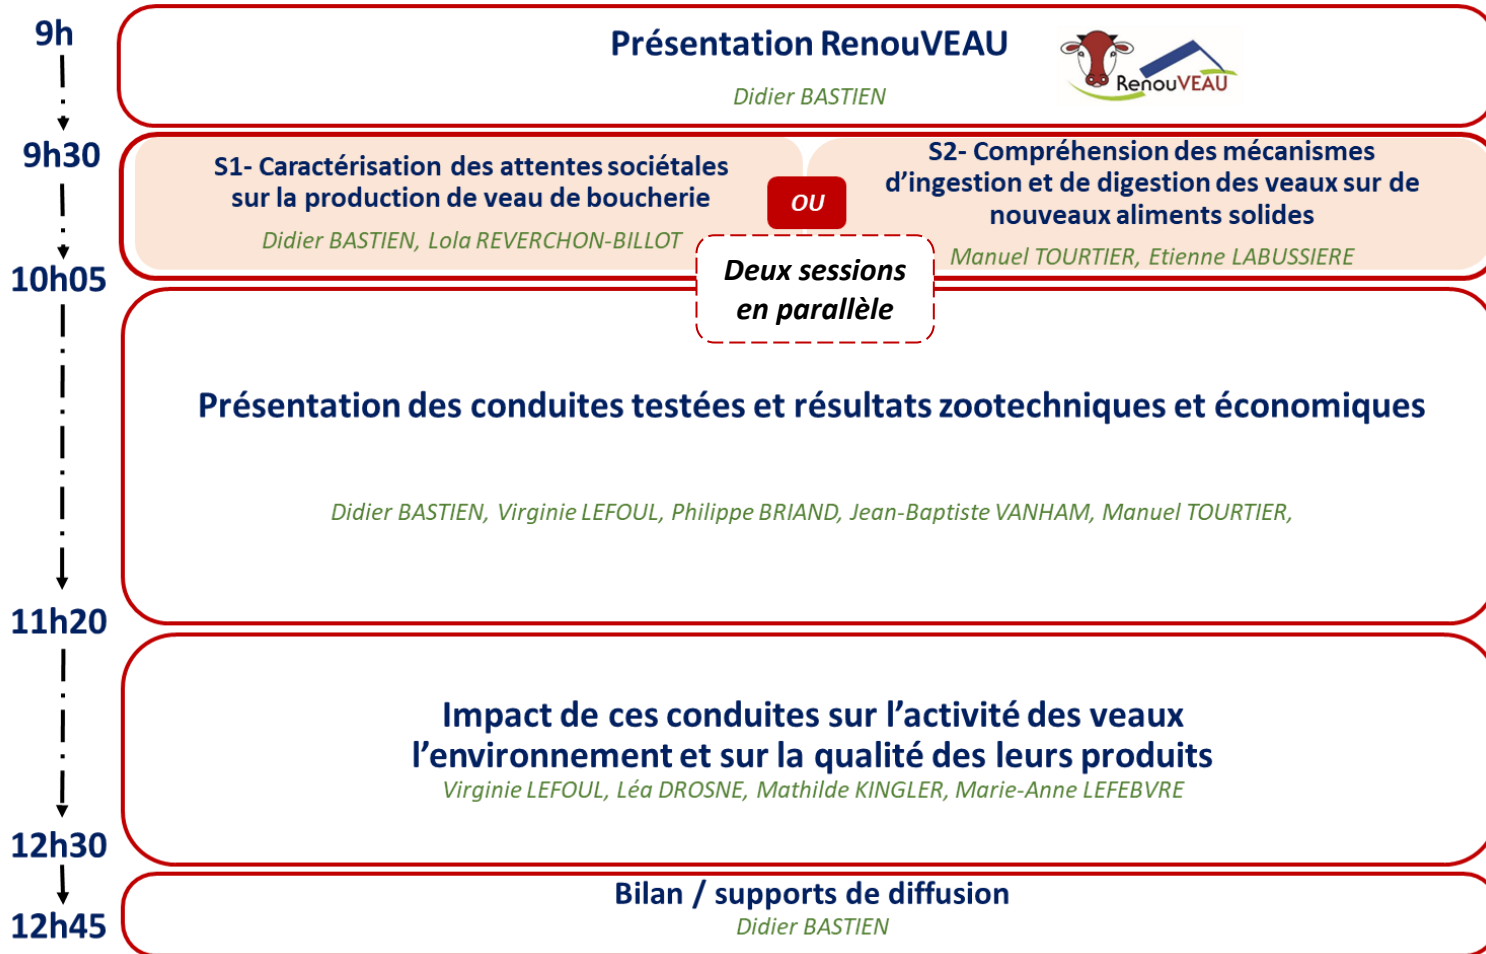 9h
Présentation RenouVEAU
RenouVEAU
Didier BASTIEN
9h30
S1- Caractérisation des attentes sociétales
sur la production de veau de boucherie
Didier BASTIEN, Lola REVERCHON-BILLOT
OU
S2- Compréhension des mécanismes
d’ingestion et de digestion des veaux sur de
nouveaux aliments solides
Manuel TOURTIER, Etienne LABUSSIERE
Deux sessions
en parallèle
10h05
Présentation des conduites testées et résultats zootechniques et économiques
Didier BASTIEN, Virginie LEFOUL, Philippe BRIAND, Jean-Baptiste VANHAM, Manuel TOURTIER,
11h20
Impact de ces conduites sur l’activité des veaux
l’environnement et sur la qualité des leurs produits
Virginie LEFOUL, Léa DROSNE, Mathilde KINGLER, Marie-Anne LEFEBVRE
12h30
Bilan / supports de diffusion
Didier BASTIEN
12h45